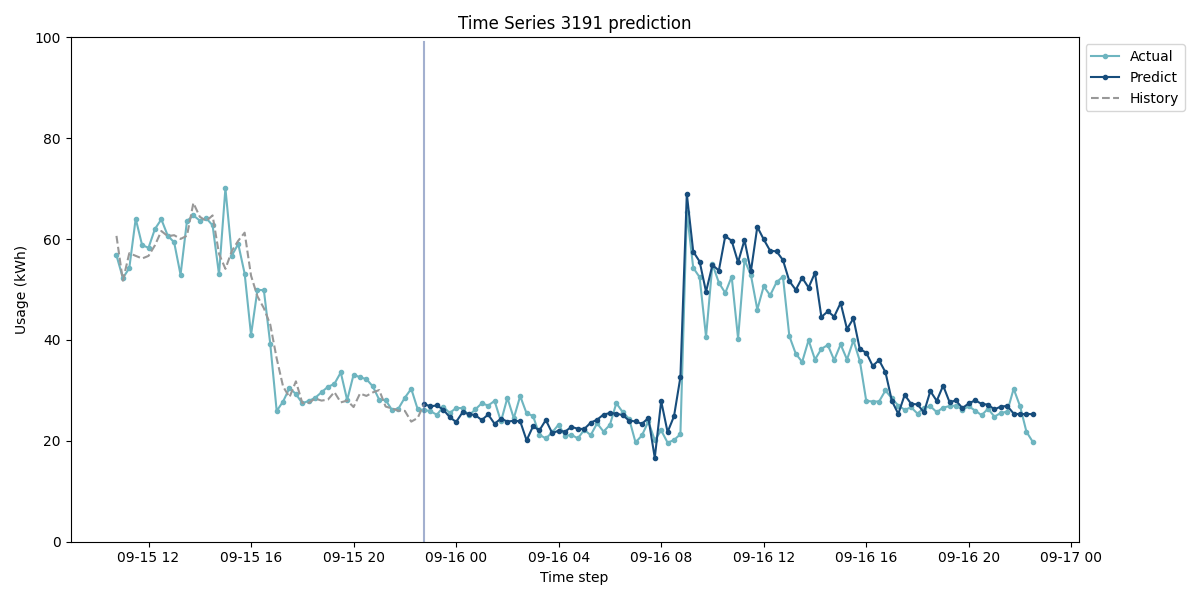 Time Series 3191 prediction
100
80
60
40
20
0
Usage (kWh)
09-15 12
09-15 16
09-15 20
09-16 00
09-16 04
09-16 08
09-16 12
09-16 16
09-16 20
09-17 00
Time step
Actual
Predict
History